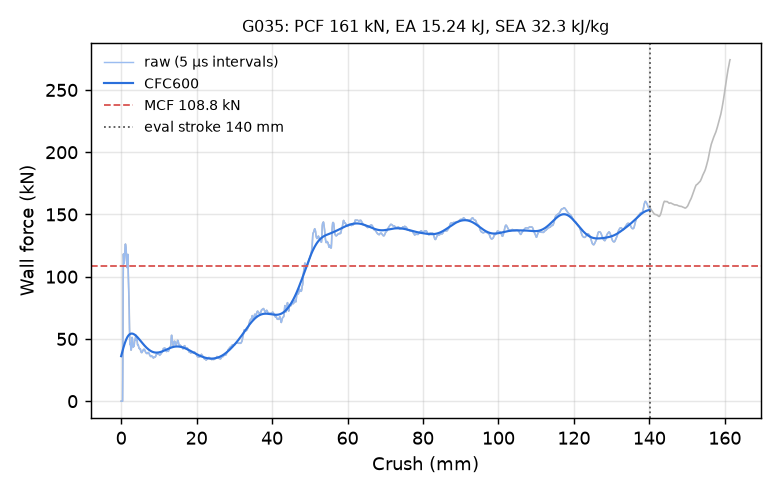 G035: PCF 161 kN, EA 15.24 kJ, SEA 32.3 kJ/kg
raw (5 µs intervals)
CFC600
MCF 108.8 kN
eval stroke 140 mm
Wall force (kN)
250
200
150
100
50
0
0 20 40 60 80 100 120 140 160
Crush (mm)